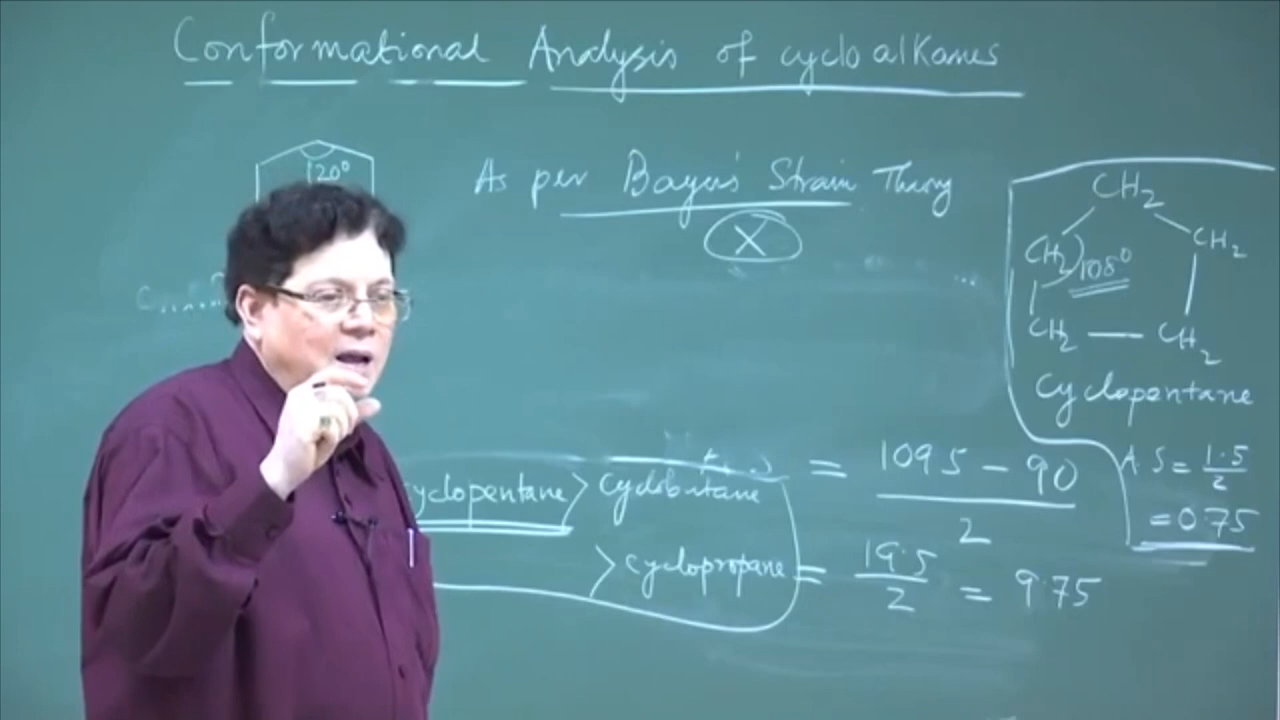 Conformational Analysis of cycloalkanes
120°
As per Bayer's Strain Theory
X
CH2
CH2
CH2
108°
CH2 — CH2
Cyclopentane
A.S = 1.5/2
= 0.75
yclopentane > Cyclobutane
> cyclopropane
= 109.5 - 90
2
= 19.5/2 = 9.75